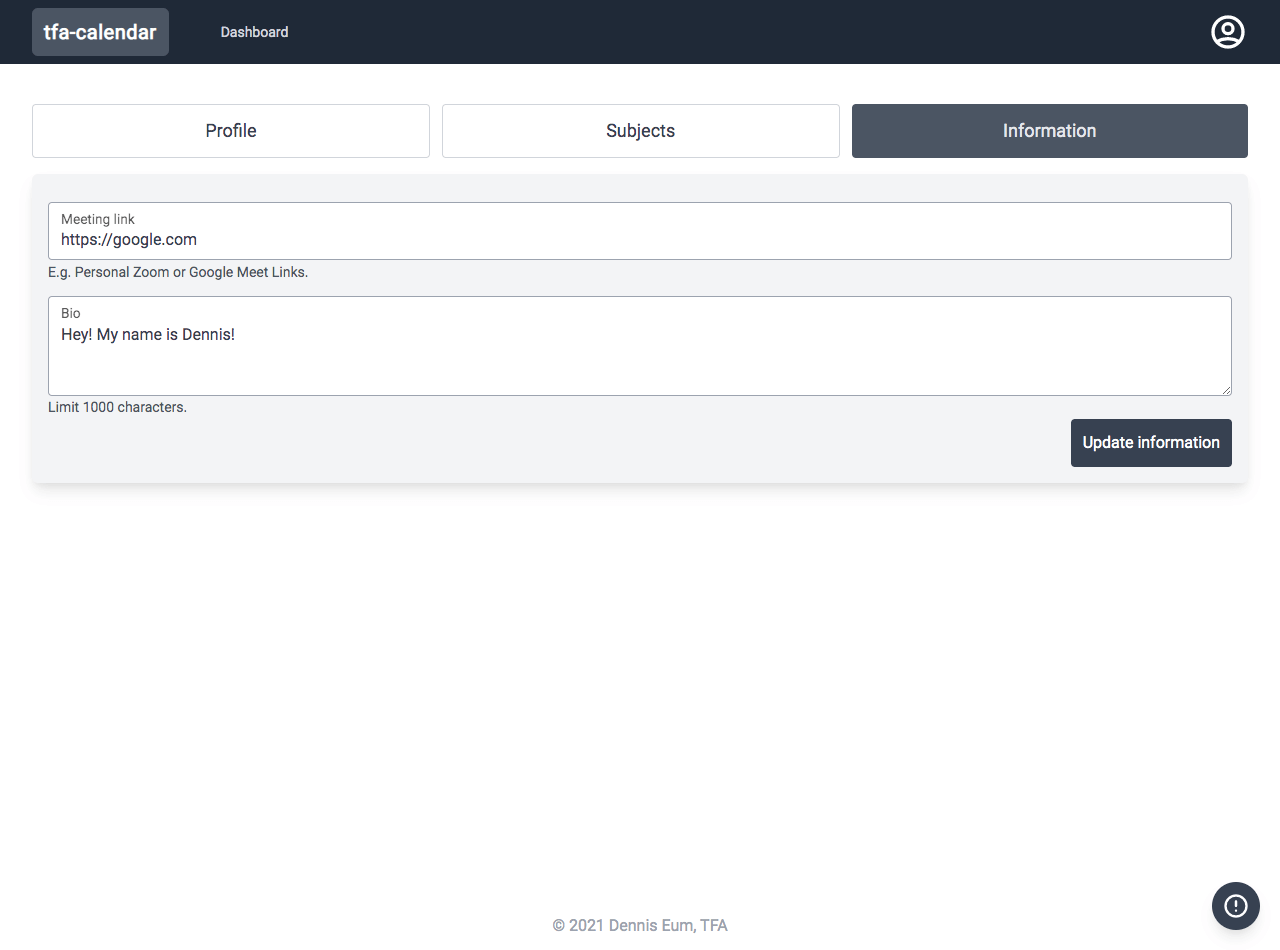 tfa-calendar
Dashboard
Profile
Subjects
Information
Meeting link
https://google.com
E.g. Personal Zoom or Google Meet Links.
Bio
Hey! My name is Dennis!
Limit 1000 characters.
Update information
© 2021 Dennis Eum, TFA